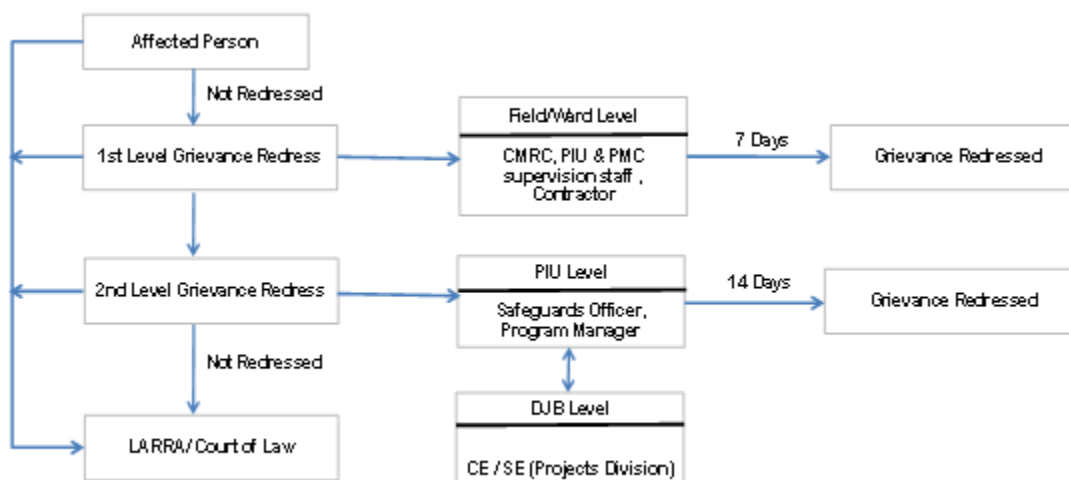 Affected Person
Not Redressed
1st Level Grievance Redress
Field/Ward Level
CMRC, PIU & PMC
supervision staff ,
Contractor
7 Days
Grievance Redressed
2nd Level Grievance Redress
PIU Level
Safeguards Officer,
Program Manager
14 Days
Grievance Redressed
Not Redressed
LARRA/ Court of Law
DJB Level
CE / SE (Projects Division)